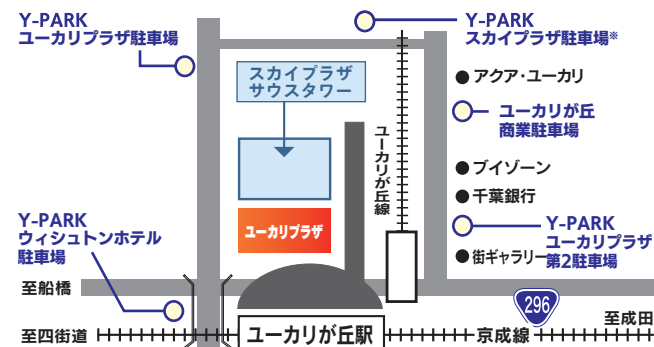 Y-PARK
ユーカリプラザ駐車場
Y-PARK
スカイプラザ駐車場※
スカイプラザ
サウスタワー
アクア・ユーカリ
ユーカリが丘
商業駐車場
ユーカリが丘線
ブイゾーン
千葉銀行
ユーカリプラザ
Y-PARK
ウィシュトンホテル
駐車場
Y-PARK
ユーカリプラザ
第2駐車場
街ギャラリー
至船橋
296
至成田
至四街道
ユーカリが丘駅
京成線